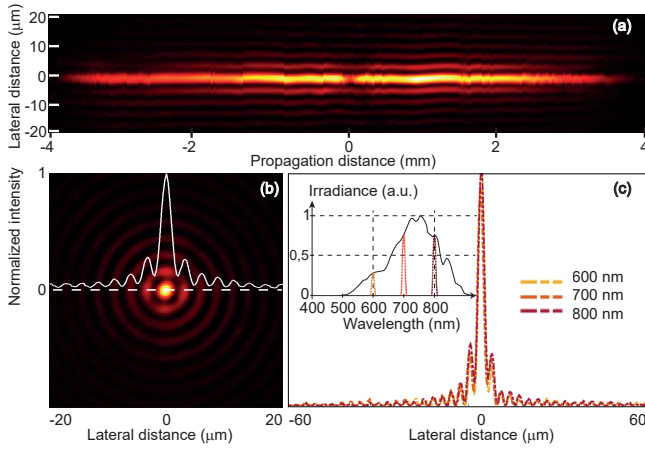 Lateral distance (μm)
20
10
0
-10
-20
(a)
-4
-2
0
2
4
Propagation distance (mm)
Normalized intensity
1
0
(b)
-20
0
20
Lateral distance (μm)
(c)
Irradiance (a.u.)
1
0,5
0
400 500 600 700 800
Wavelength (nm)
600 nm
700 nm
800 nm
-60
0
60
Lateral distance (μm)